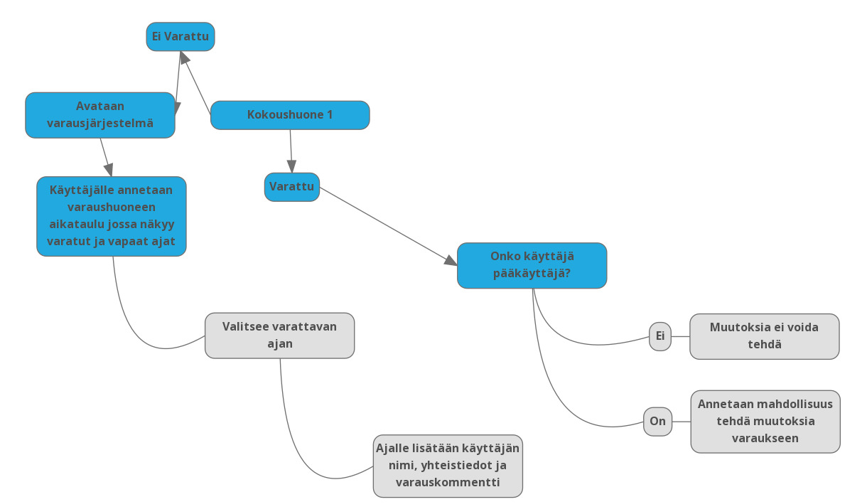 Ei Varattu
Avataan
varausjärjestelmä
Kokoushuone 1
Käyttäjälle annetaan
varaushuoneen
aikataulu jossa näkyy
varatut ja vapaat ajat
Varattu
Onko käyttäjä
pääkäyttäjä?
Valitsee varattavan
ajan
Ei
Muutoksia ei voida
tehdä
On
Annetaan mahdollisuus
tehdä muutoksia
varaukseen
Ajalle lisätään käyttäjän
nimi, yhteistiedot ja
varauskommentti